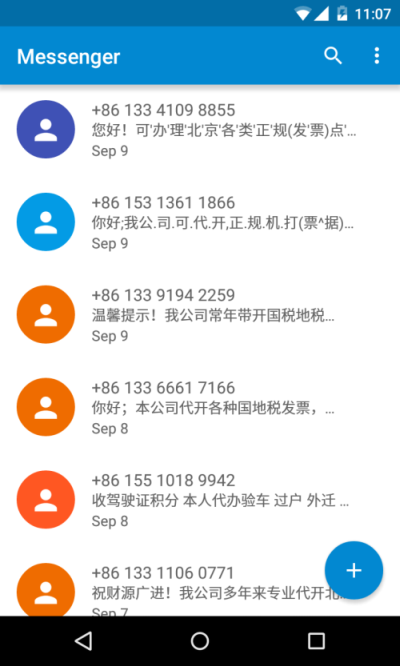 11:07
Messenger
+86 133 4109 8855
您好！可'办'理'北'京'各'类'正'规(发'票)点'…
Sep 9
+86 153 1361 1866
你好;我公.司.可.代.开,正.规.机.打(票^据)…
Sep 9
+86 133 9194 2259
温馨提示！我公司常年带开国税地税…
Sep 9
+86 133 6661 7166
你好；本公司代开各种国地税发票，…
Sep 8
+86 155 1018 9942
收驾驶证积分 本人代办验车 过户 外迁 …
Sep 8
+86 133 1106 0771
祝财源广进！我公司多年来专业代开北…
Sep 7